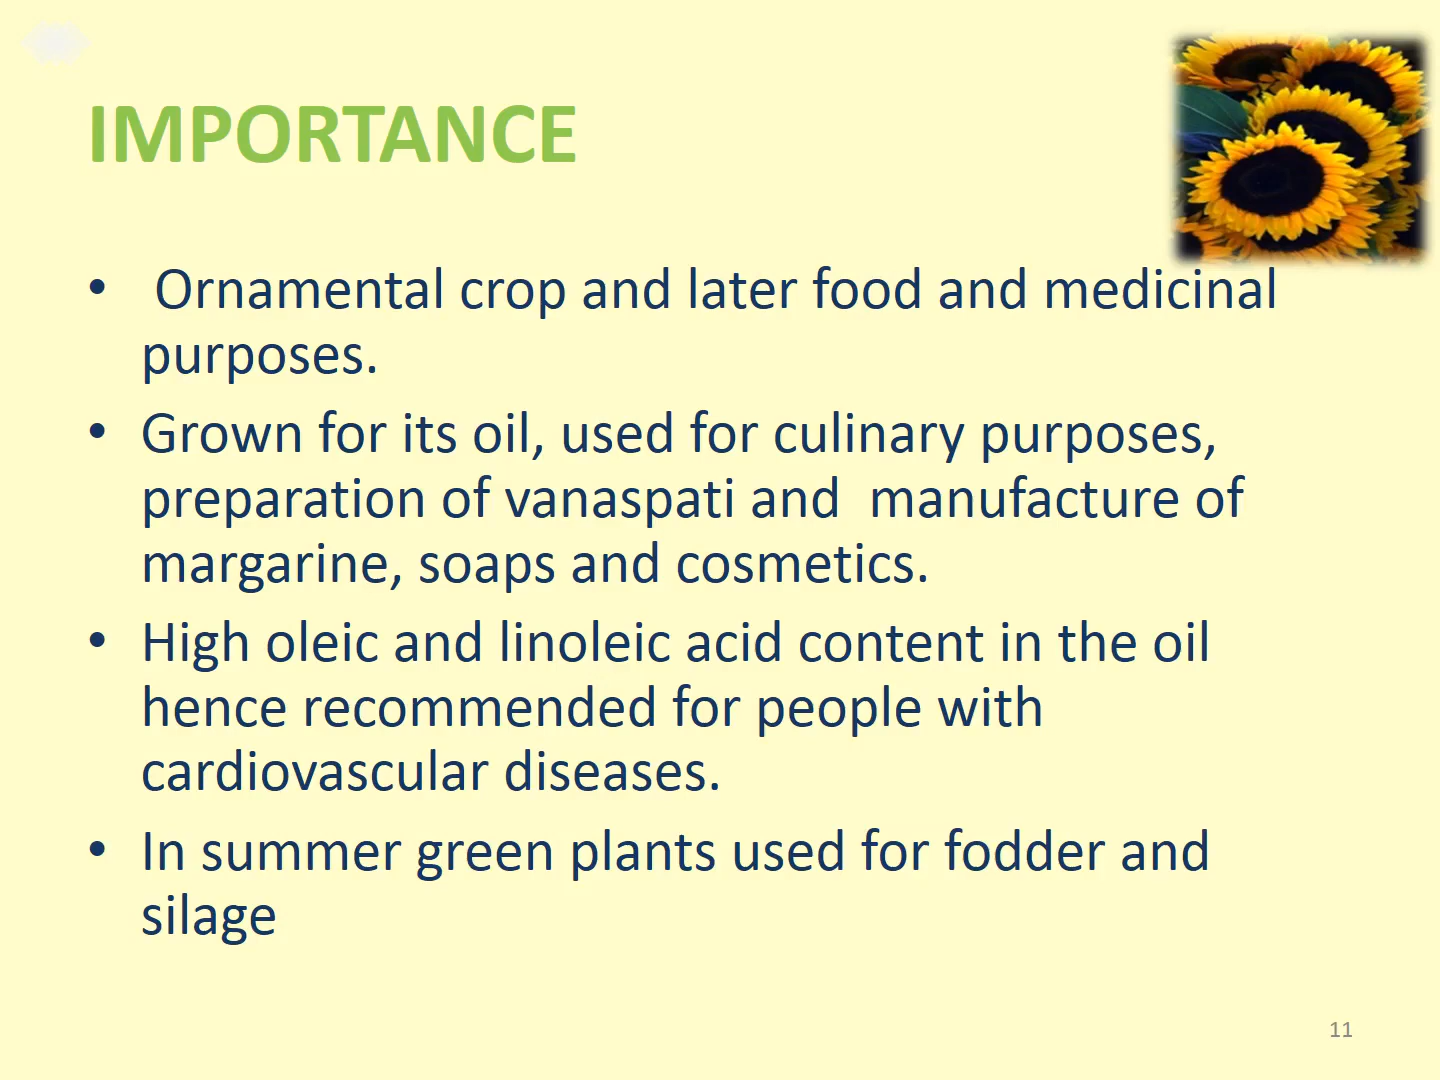 IMPORTANCE
• Ornamental crop and later food and medicinal
purposes.
• Grown for its oil, used for culinary purposes,
preparation of vanaspati and  manufacture of
margarine, soaps and cosmetics.
• High oleic and linoleic acid content in the oil
hence recommended for people with
cardiovascular diseases.
• In summer green plants used for fodder and
silage
11